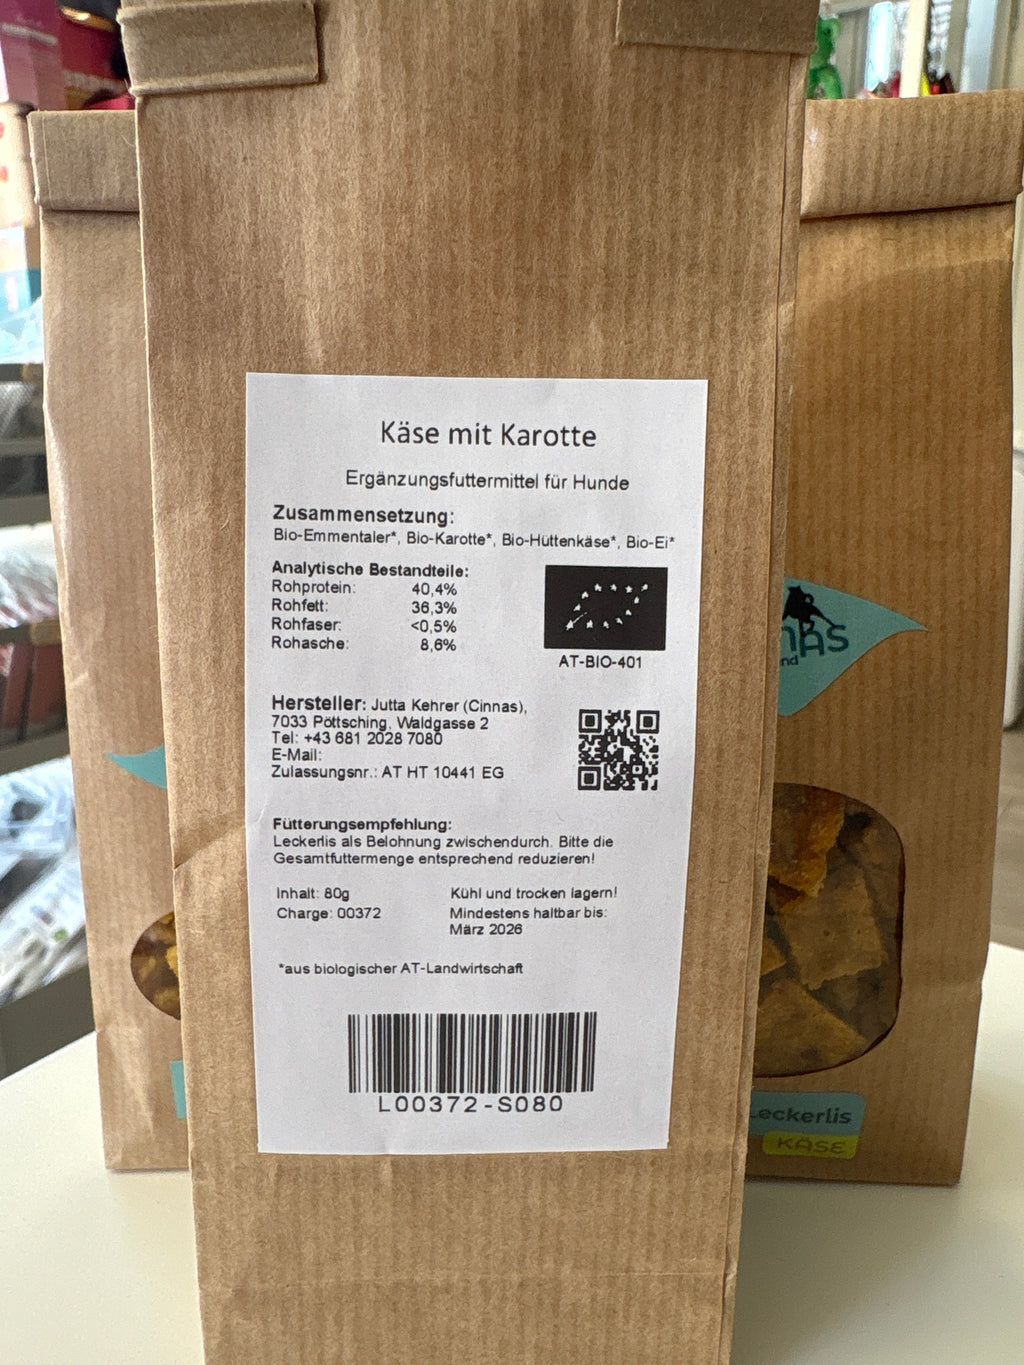 Käse mit Karotte
Ergänzungsfuttermittel für Hunde
Zusammensetzung:
Bio-Emmentaler*, Bio-Karotte*, Bio-Hüttenkäse*, Bio-Ei*
Analytische Bestandteile:
Rohprotein: 40,4%
Rohfett: 36,3%
Rohfaser: <0,5%
Rohasche: 8,6%
AT-BIO-401
Hersteller: Jutta Kehrer (Cinnas),
7033 Pöttsching, Waldgasse 2
Tel: +43 681 2028 7080
E-Mail:
Zulassungsnr.: AT HT 10441 EG
Fütterungsempfehlung:
Leckerlis als Belohnung zwischendurch. Bitte die
Gesamtfuttermenge entsprechend reduzieren!
Inhalt: 80g
Charge: 00372
Kühl und trocken lagern!
Mindestens haltbar bis:
März 2026
*aus biologischer AT-Landwirtschaft
L00372-S080
nAS
nd
Leckerlis
KÄSE